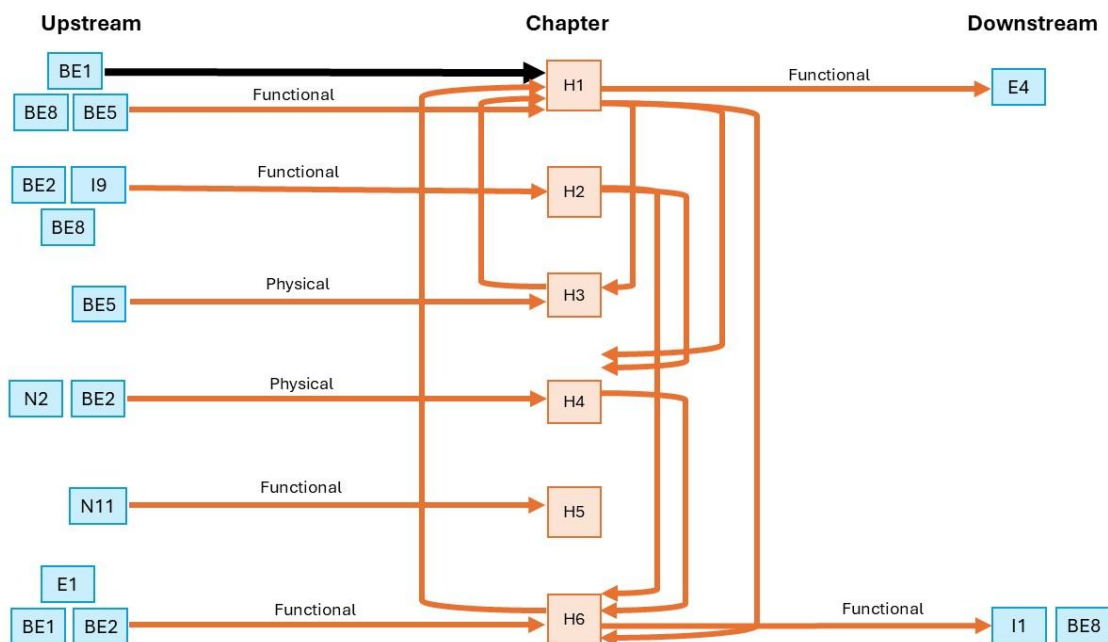 Upstream Chapter Downstream
BE1
H1
Functional
E4
Functional
BE8 BE5
BE2 I9
Functional
H2
BE8
BE5
Physical
H3
N2 BE2
Physical
H4
N11
Functional
H5
E1
BE1 BE2
Functional
H6
Functional
I1 BE8